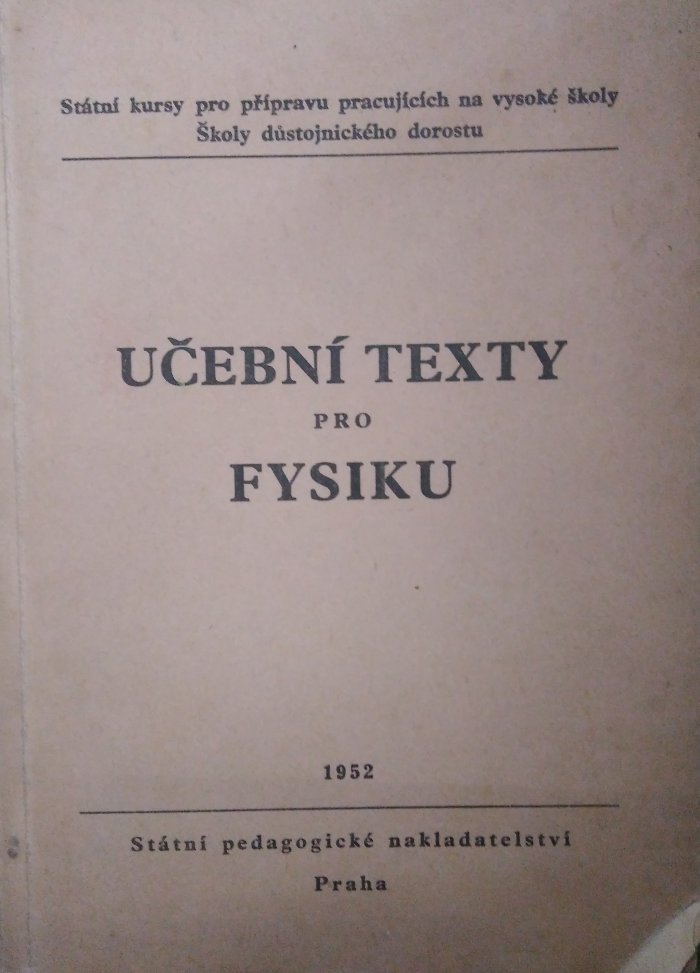 Státní kursy pro přípravu pracujících na vysoké školy
Školy důstojnického dorostu
UČEBNÍ TEXTY
PRO
FYSIKU
1952
Státní pedagogické nakladatelství
Praha